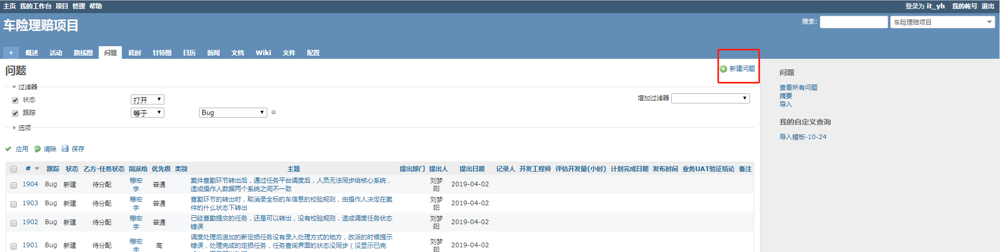 主页 我的工作台 项目 管理 帮助
登录为 it_yh 我的帐号 退出
车险理赔项目
搜索: 车险理赔项目
+ 概述 活动 路线图 问题 耗时 甘特图 日历 新闻 文档 Wiki 文件 配置
问题
新建问题
过滤器
状态 打开
增加过滤器
跟踪 等于 Bug
选项
应用 清除 保存
# 跟踪 状态 乙方-任务状态 指派给 优先级 类别 主题 提出部门 提出人 提出日期 记录人 开发工程师 评估开发量(小时) 计划完成日期 发布时间 业务UAT验证结论 备注
1904 Bug 新建 待分配 穆宏宇 普通 案件查勘环节转出后，通过任务平台调度后，人员无法同步给核心系统，
造成操作人数据两个系统之间不一致 刘梦阳 2019-04-02
1903 Bug 新建 待分配 穆宏宇 普通 查勘环节的转出时，取消录全标的车信息的校验规则，由操作人决定在案
件的什么状态下转出 刘梦阳 2019-04-02
1902 Bug 新建 待分配 穆宏宇 普通 已经查勘提交的任务，还是可以转出，没有校验规则，造成调度任务状态
错误 刘梦阳 2019-04-02
1901 Bug 新建 待分配 穆宏宇 高 调度处理后追加的新定损任务没有录入处理方式的地方，改派的时候提示
错误，处理完成的定损任务，任务查询界面的状态没同步（没显示已完 刘梦阳 2019-04-02
问题
查看所有问题
摘要
导入
我的自定义查询
导入模板-10-24